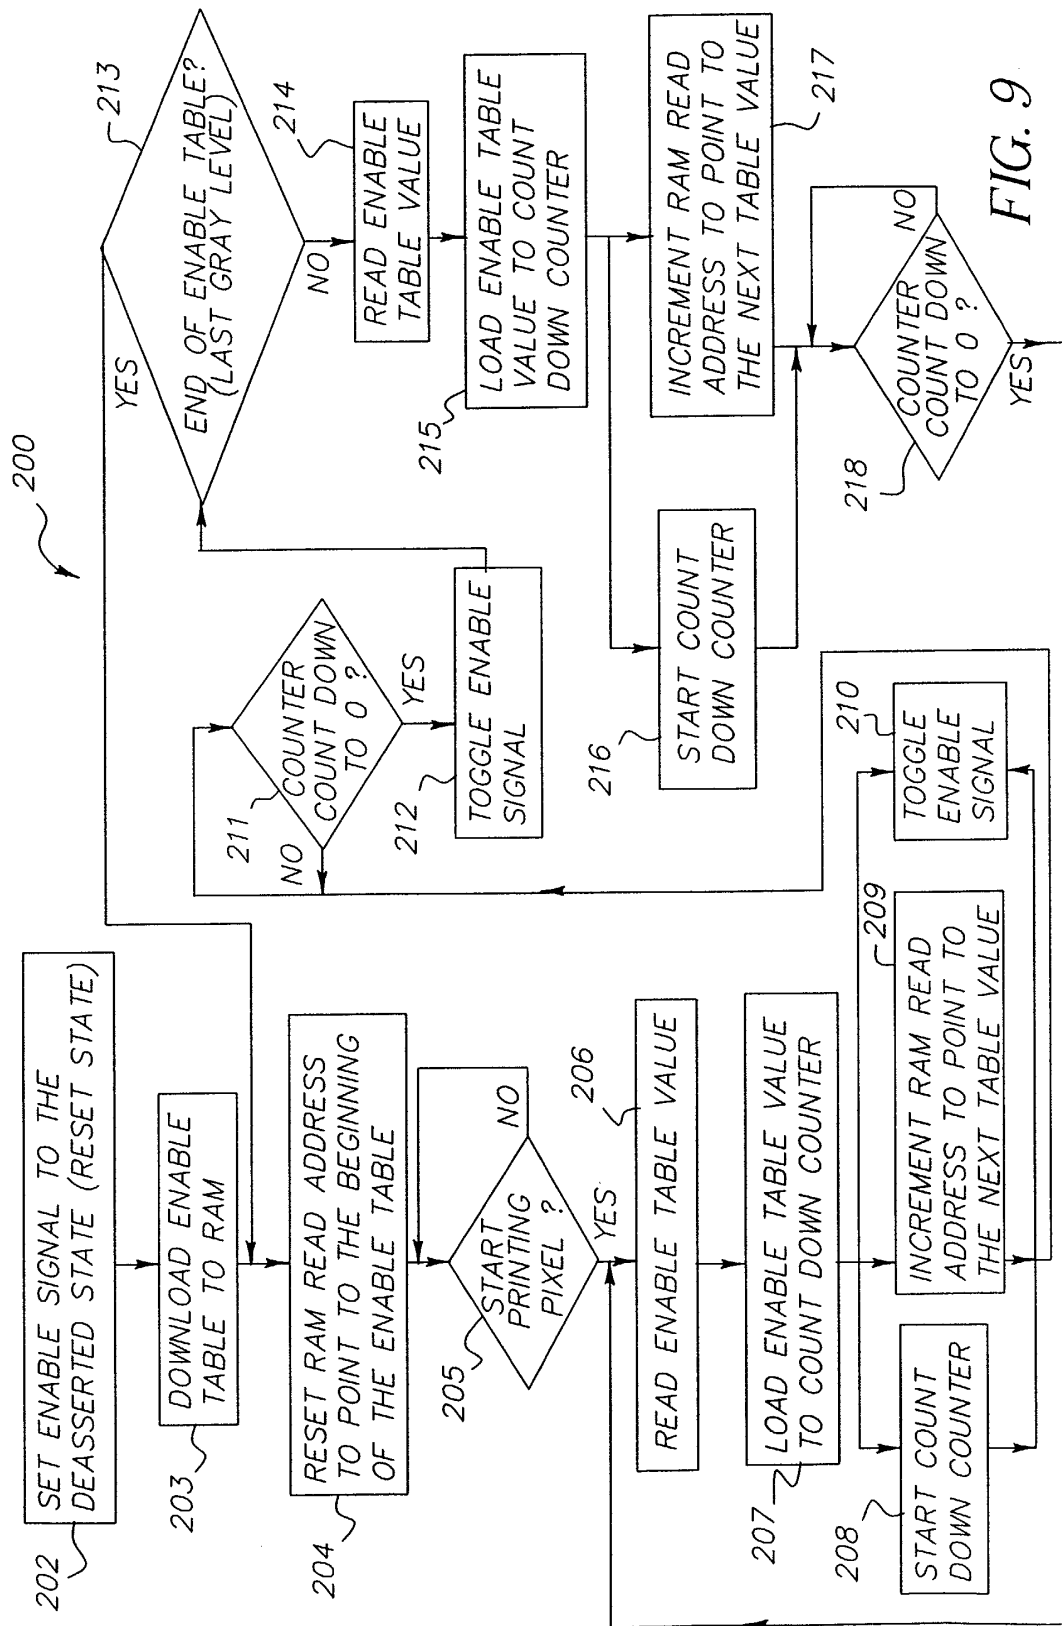 200
202
SET ENABLE SIGNAL TO THE
DEASSERTED STATE (RESET STATE)
203
DOWNLOAD ENABLE
TABLE TO RAM
204
RESET RAM READ ADDRESS
TO POINT TO THE BEGINNING
OF THE ENABLE TABLE
205
START
PRINTING
PIXEL ?
NO
YES
206
READ ENABLE TABLE VALUE
207
LOAD ENABLE TABLE VALUE
TO COUNT DOWN COUNTER
208
START COUNT
DOWN COUNTER
209
INCREMENT RAM READ
ADDRESS TO POINT TO
THE NEXT TABLE VALUE
210
TOGGLE
ENABLE
SIGNAL
211
COUNTER
COUNT DOWN
TO 0 ?
NO
YES
212
TOGGLE ENABLE
SIGNAL
213
END OF ENABLE TABLE?
(LAST GRAY LEVEL)
YES
NO
214
READ ENABLE
TABLE VALUE
215
LOAD ENABLE TABLE
VALUE TO COUNT
DOWN COUNTER
216
START COUNT
DOWN COUNTER
217
INCREMENT RAM READ
ADDRESS TO POINT TO
THE NEXT TABLE VALUE
218
COUNTER
COUNT DOWN
TO 0 ?
NO
YES
FIG. 9